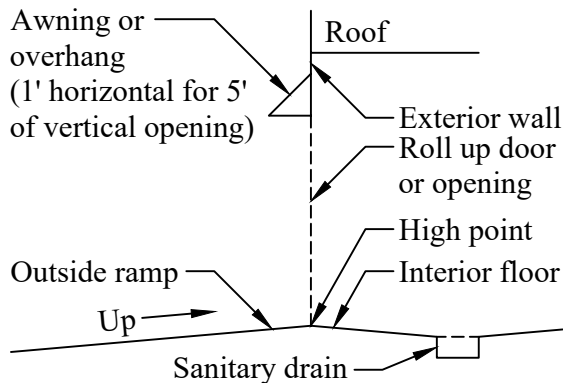 Awning or
overhang
(1' horizontal for 5'
of vertical opening)
Roof
Exterior wall
Roll up door
or opening
High point
Outside ramp
Interior floor
Up
Sanitary drain